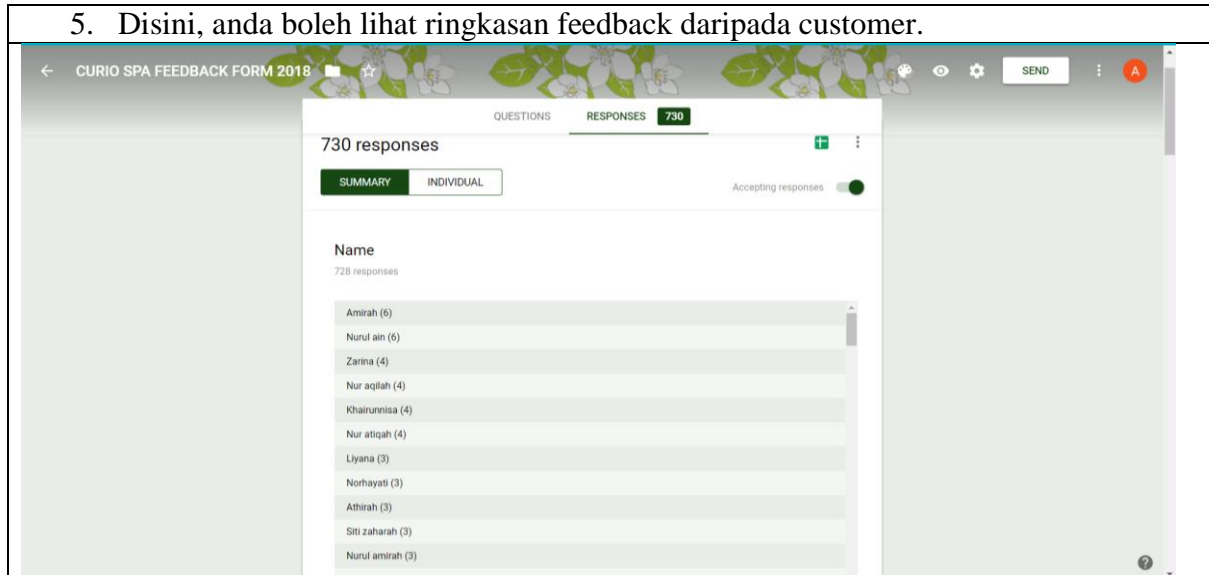 5. Disini, anda boleh lihat ringkasan feedback daripada customer.
CURIO SPA FEEDBACK FORM 2018
SEND
A
QUESTIONS RESPONSES 730
730 responses
SUMMARY INDIVIDUAL
Accepting responses
Name
728 responses
Amirah (6)
Nurul ain (6)
Zarina (4)
Nur aqilah (4)
Khairunnisa (4)
Nur atiqah (4)
Liyana (3)
Norhayati (3)
Athirah (3)
Siti zaharah (3)
Nurul amirah (3)
?